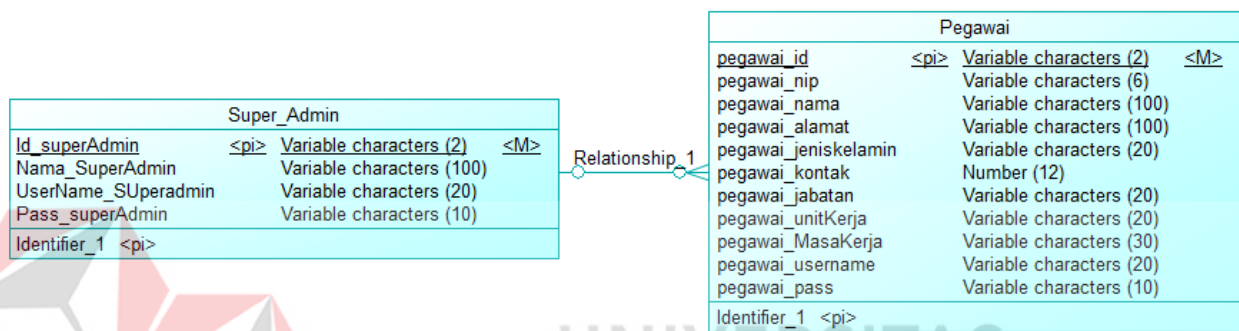 Super_Admin
Id_superAdmin <pi> Variable characters (2) <M>
Nama_SuperAdmin Variable characters (100)
UserName_SUperadmin Variable characters (20)
Pass_superAdmin Variable characters (10)
Identifier_1 <pi>
Relationship_1
Pegawai
pegawai_id <pi> Variable characters (2) <M>
pegawai_nip Variable characters (6)
pegawai_nama Variable characters (100)
pegawai_alamat Variable characters (100)
pegawai_jeniskelamin Variable characters (20)
pegawai_kontak Number (12)
pegawai_jabatan Variable characters (20)
pegawai_unitKerja Variable characters (20)
pegawai_MasaKerja Variable characters (30)
pegawai_username Variable characters (20)
pegawai_pass Variable characters (10)
Identifier_1 <pi>